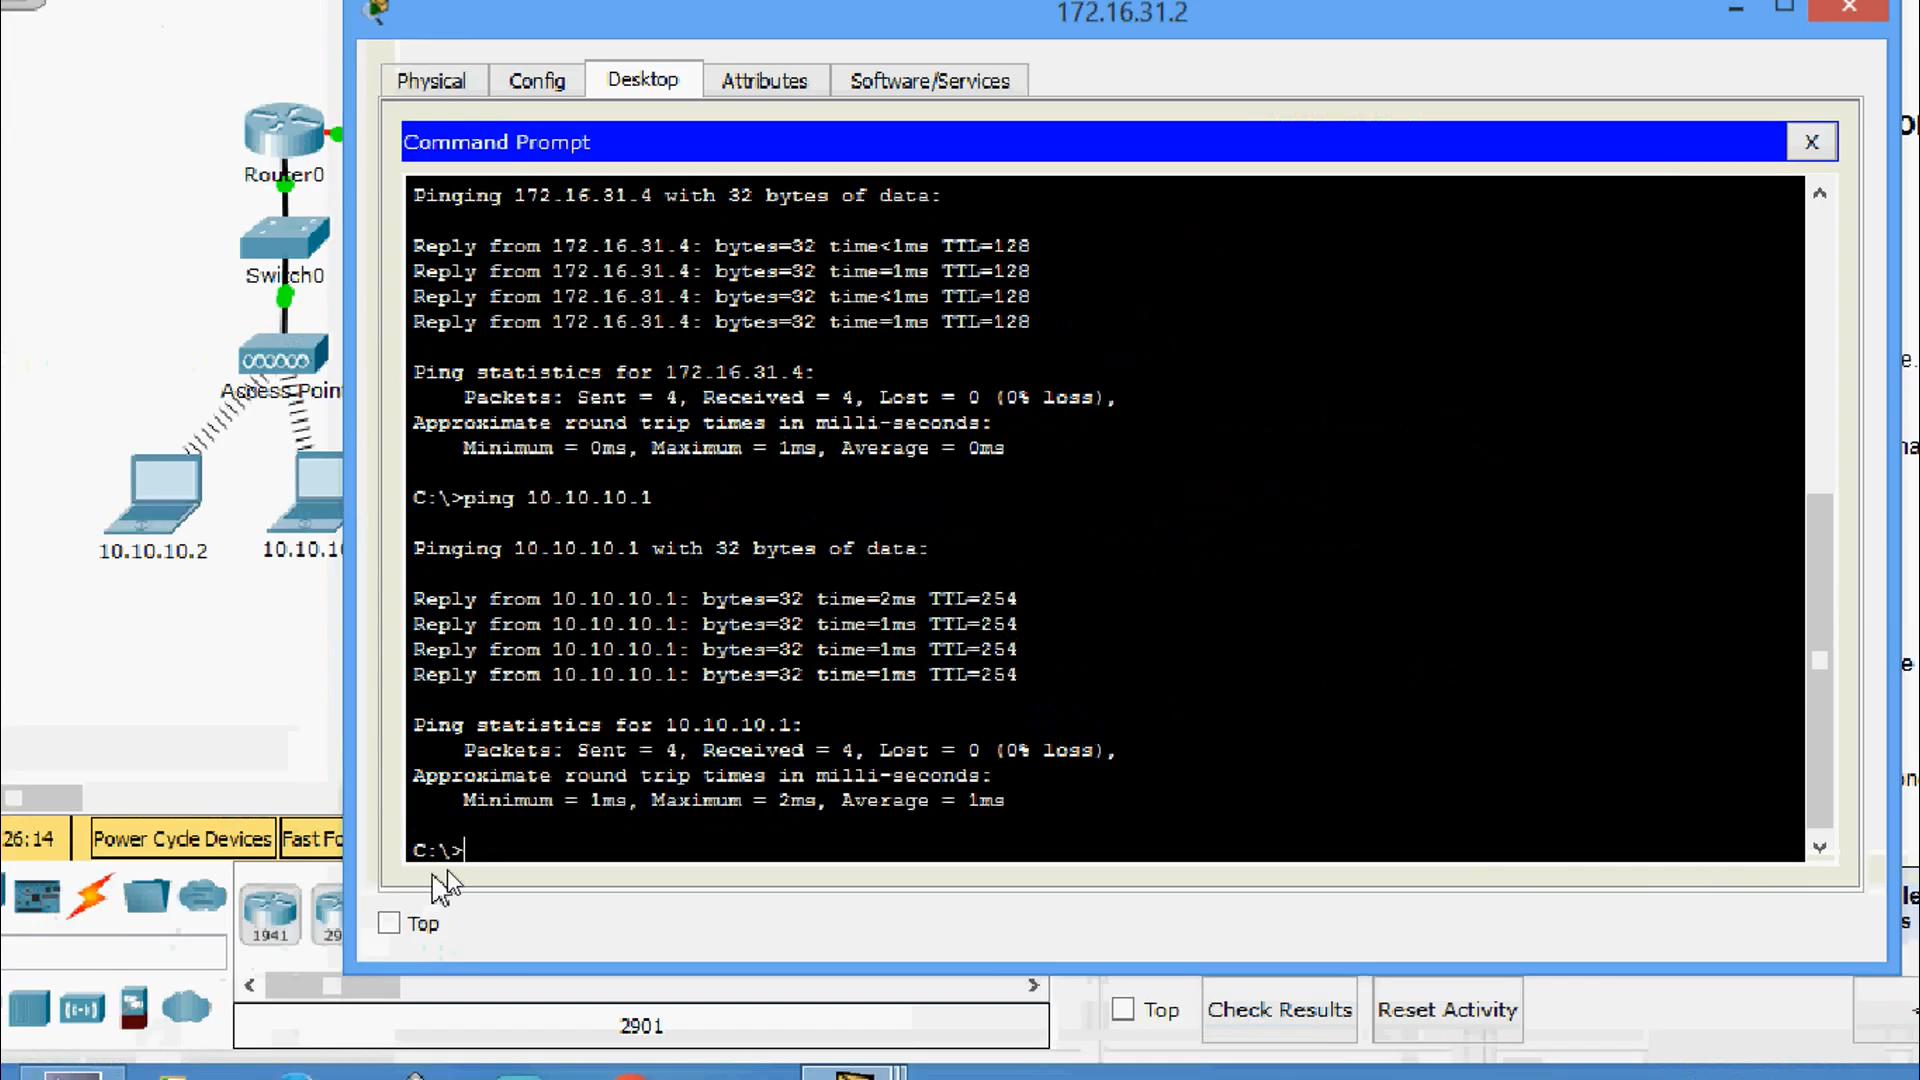 172.16.31.2
Physical
Config
Desktop
Attributes
Software/Services
Command Prompt
X
Pinging 172.16.31.4 with 32 bytes of data:
Reply from 172.16.31.4: bytes=32 time<1ms TTL=128
Reply from 172.16.31.4: bytes=32 time=1ms TTL=128
Reply from 172.16.31.4: bytes=32 time<1ms TTL=128
Reply from 172.16.31.4: bytes=32 time=1ms TTL=128
Ping statistics for 172.16.31.4:
Packets: Sent = 4, Received = 4, Lost = 0 (0% loss),
Approximate round trip times in milli-seconds:
Minimum = 0ms, Maximum = 1ms, Average = 0ms
C:\>ping 10.10.10.1
Pinging 10.10.10.1 with 32 bytes of data:
Reply from 10.10.10.1: bytes=32 time=2ms TTL=254
Reply from 10.10.10.1: bytes=32 time=1ms TTL=254
Reply from 10.10.10.1: bytes=32 time=1ms TTL=254
Reply from 10.10.10.1: bytes=32 time=1ms TTL=254
Ping statistics for 10.10.10.1:
Packets: Sent = 4, Received = 4, Lost = 0 (0% loss),
Approximate round trip times in milli-seconds:
Minimum = 1ms, Maximum = 2ms, Average = 1ms
C:\>
Top
Router0
Switch0
Access Point
10.10.10.2
10.10.10
26:14
Power Cycle Devices
Fast Fo
1941
29
2901
Top
Check Results
Reset Activity